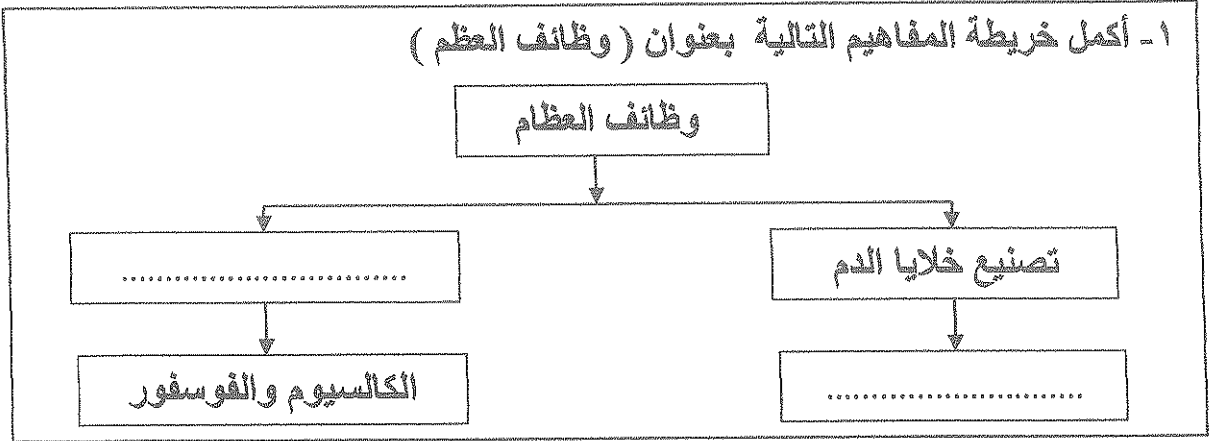 ١- أكمل خريطة المفاهيم التالية بعنوان ( وظائف العظم )
وظائف العظام
تصنيع خلايا الدم
................................
الكالسيوم والفوسفور
.............................